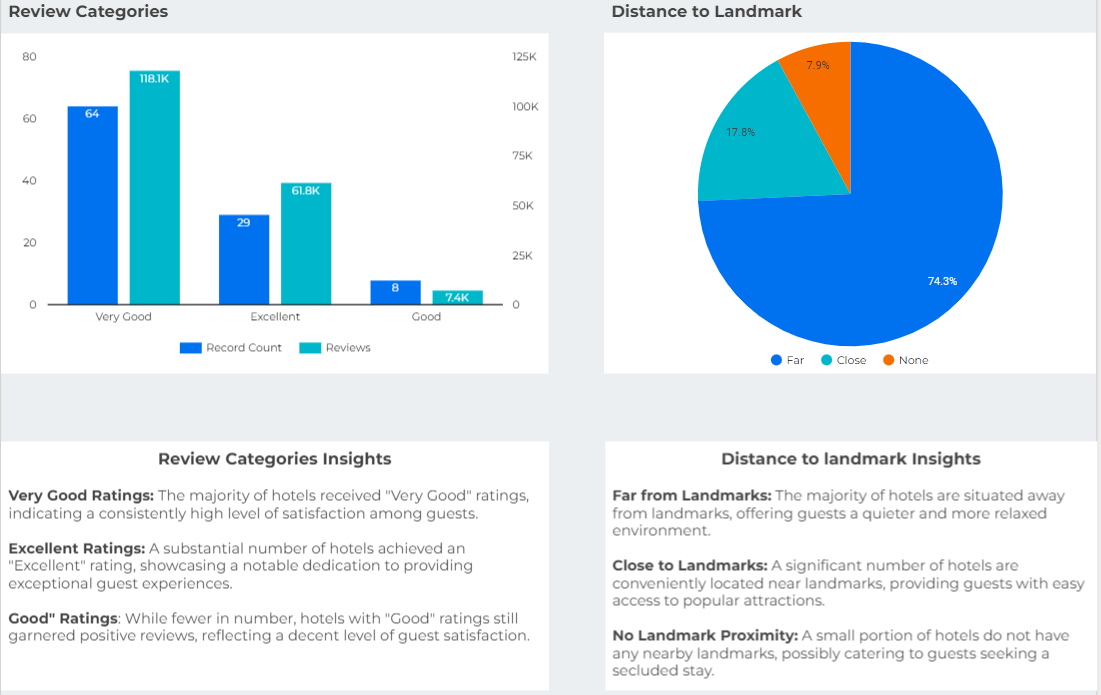 Review Categories
80
60
40
20
0
125K
100K
75K
50K
25K
0
64
118.1K
29
61.8K
8
7.4K
Very Good
Excellent
Good
Record Count
Reviews
Distance to Landmark
7.9%
17.8%
74.3%
Far
Close
None
Review Categories Insights
Very Good Ratings: The majority of hotels received "Very Good" ratings,
indicating a consistently high level of satisfaction among guests.
Excellent Ratings: A substantial number of hotels achieved an
"Excellent" rating, showcasing a notable dedication to providing
exceptional guest experiences.
Good" Ratings: While fewer in number, hotels with "Good" ratings still
garnered positive reviews, reflecting a decent level of guest satisfaction.
Distance to landmark Insights
Far from Landmarks: The majority of hotels are situated away
from landmarks, offering guests a quieter and more relaxed
environment.
Close to Landmarks: A significant number of hotels are
conveniently located near landmarks, providing guests with easy
access to popular attractions.
No Landmark Proximity: A small portion of hotels do not have
any nearby landmarks, possibly catering to guests seeking a
secluded stay.